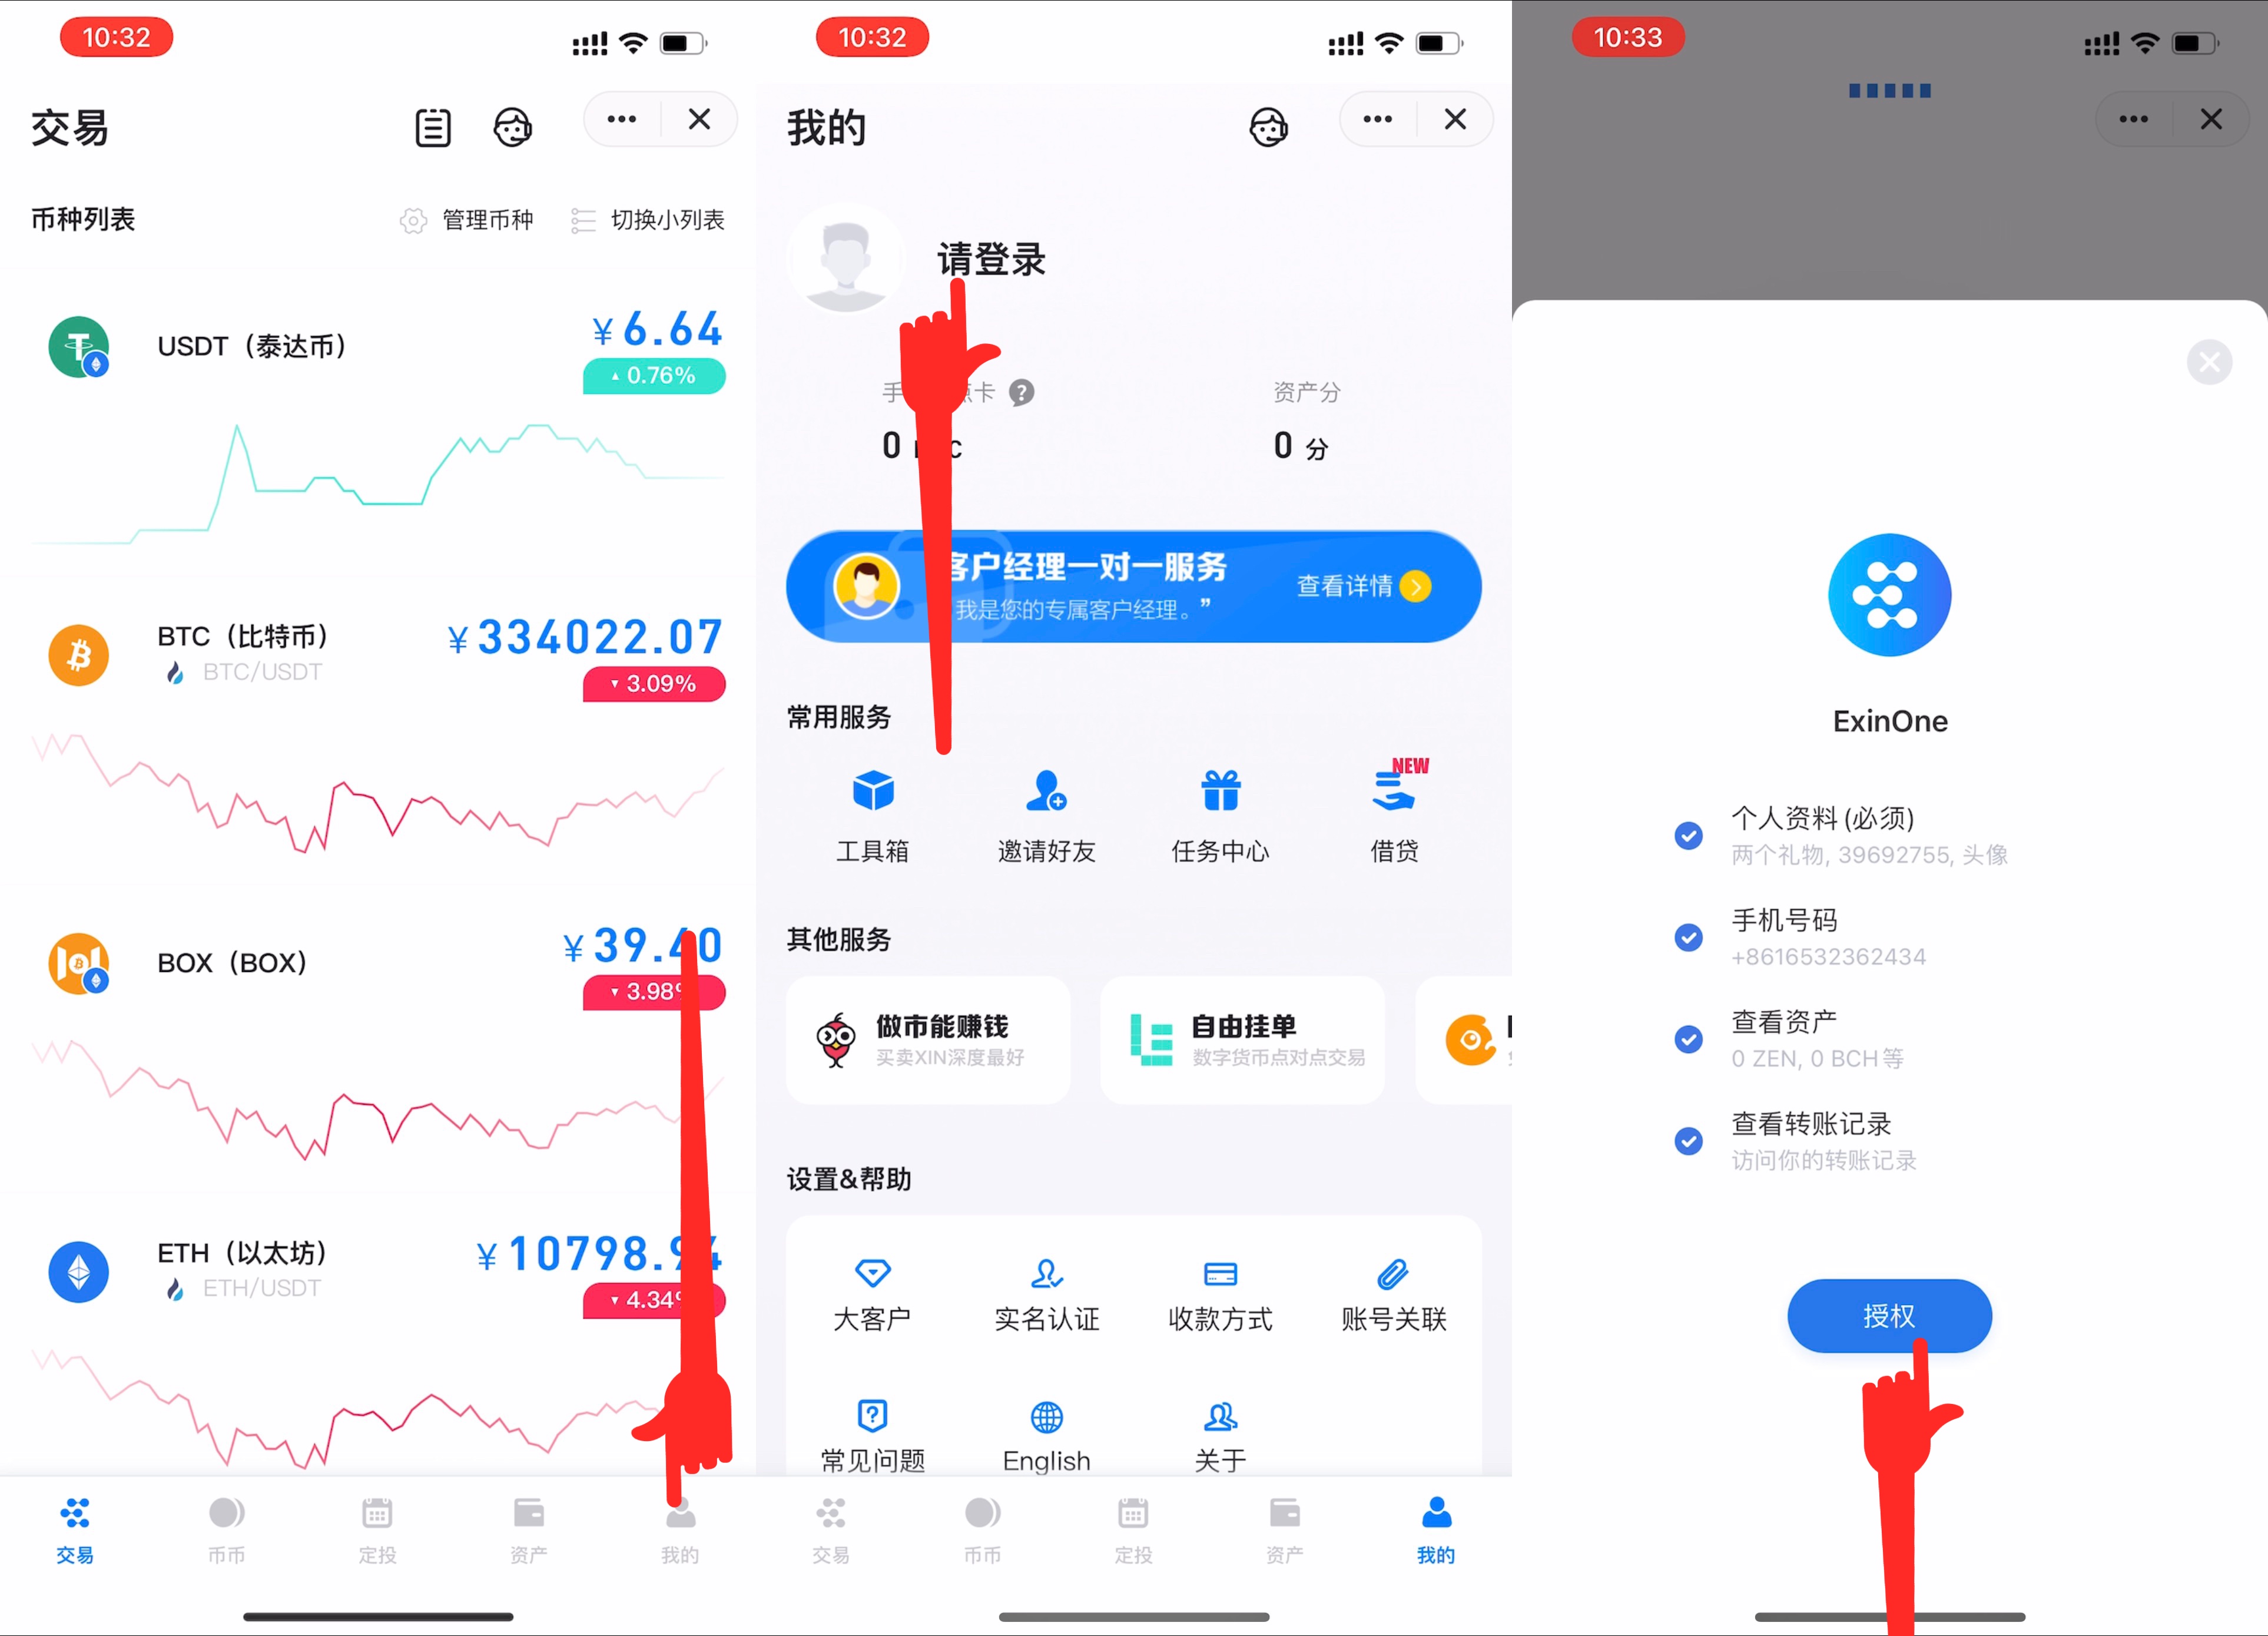 10:32
交易
币种列表
管理币种
切换小列表
USDT（泰达币）
¥6.64
0.76%
BTC（比特币）
BTC/USDT
¥334022.07
3.09%
BOX（BOX）
¥39.40
3.98%
ETH（以太坊）
ETH/USDT
¥10798.94
4.34%
交易
币币
定投
资产
我的
10:32
我的
请登录
手 卡
资产分
0
0 分
客户经理一对一服务
我是您的专属客户经理。”
查看详情
常用服务
NEW
工具箱
邀请好友
任务中心
借贷
其他服务
做市能赚钱
买卖XIN深度最好
自由挂单
数字货币点对点交易
设置&帮助
大客户
实名认证
收款方式
账号关联
常见问题
English
关于
交易
币币
定投
资产
我的
10:33
ExinOne
个人资料 (必须)
两个礼物, 39692755, 头像
手机号码
+8616532362434
查看资产
0 ZEN, 0 BCH 等
查看转账记录
访问你的转账记录
授权